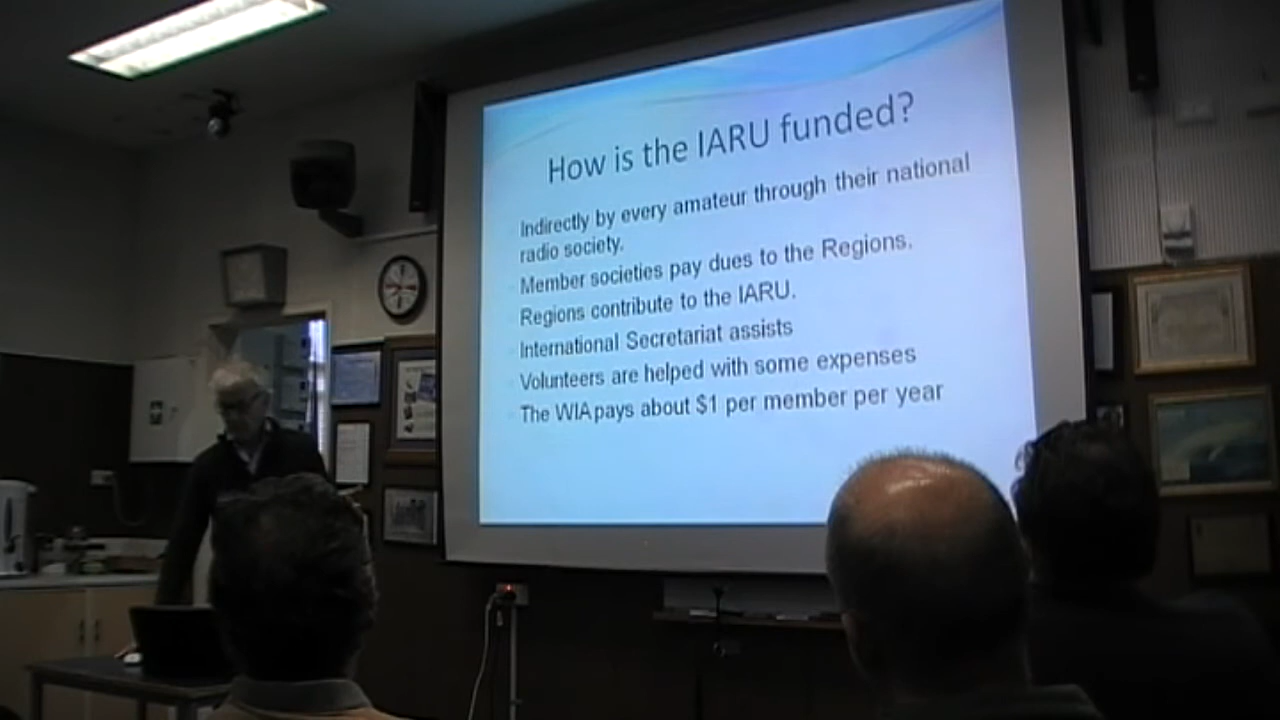 How is the IARU funded?
Indirectly by every amateur through their national
radio society.
Member societies pay dues to the Regions.
Regions contribute to the IARU.
International Secretariat assists
Volunteers are helped with some expenses
The WIA pays about $1 per member per year